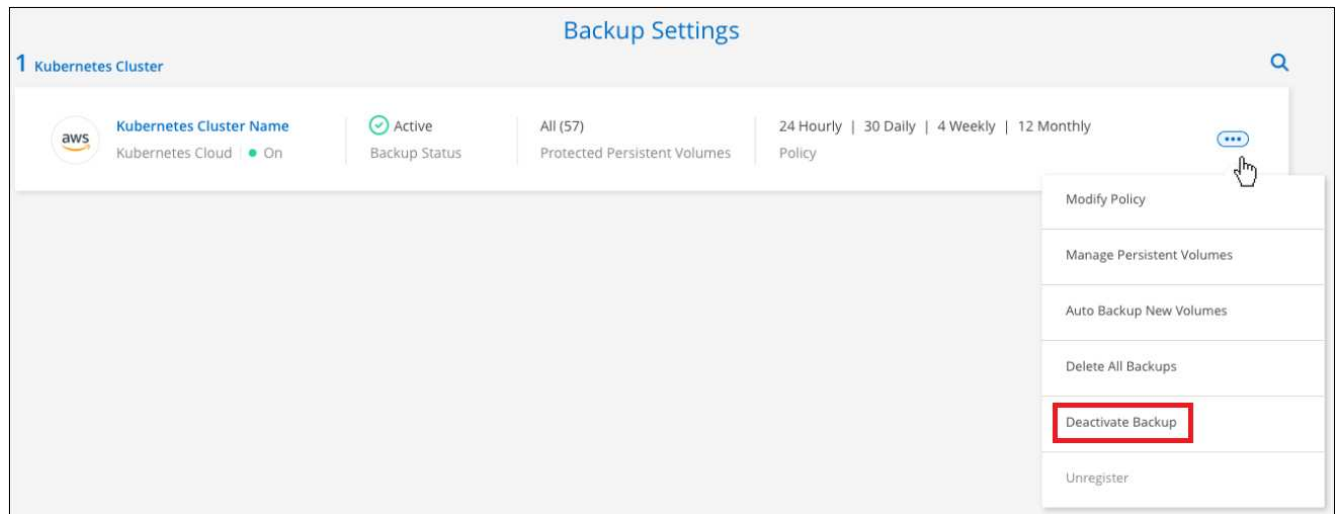 Backup Settings
1 Kubernetes Cluster
aws
Kubernetes Cluster Name
Kubernetes Cloud | On
Active
Backup Status
All (57)
Protected Persistent Volumes
24 Hourly | 30 Daily | 4 Weekly | 12 Monthly
Policy
Modify Policy
Manage Persistent Volumes
Auto Backup New Volumes
Delete All Backups
Deactivate Backup
Unregister